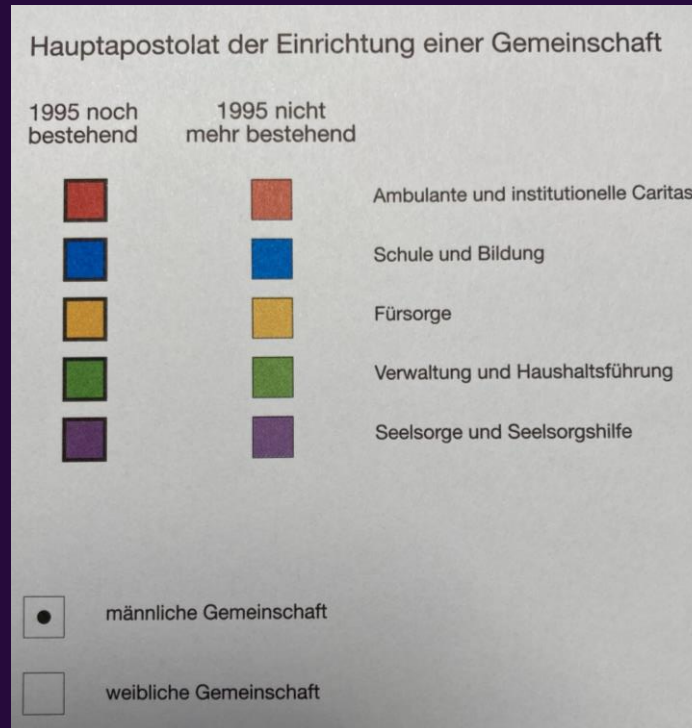 Hauptapostolat der Einrichtung einer Gemeinschaft
1995 noch
bestehend
1995 nicht
mehr bestehend
Ambulante und institutionelle Caritas
Schule und Bildung
Fürsorge
Verwaltung und Haushaltsführung
Seelsorge und Seelsorgshilfe
männliche Gemeinschaft
weibliche Gemeinschaft